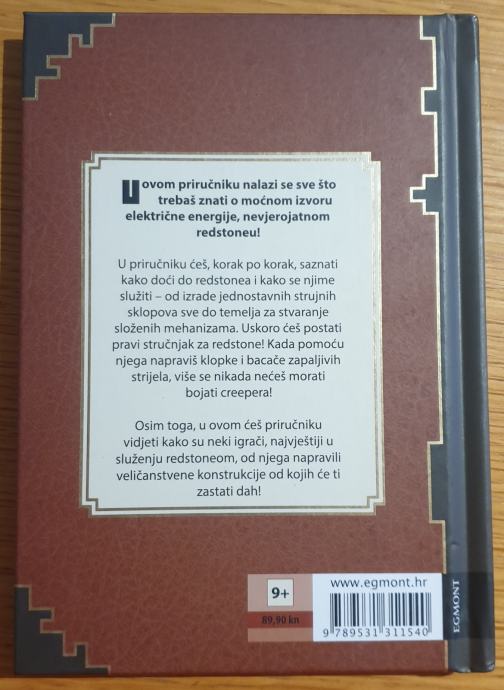 U ovom priručniku nalazi se sve što
trebaš znati o moćnom izvoru
električne energije, nevjerojatnom
redstoneu!
U priručniku ćeš, korak po korak, saznati
kako doći do redstonea i kako se njime
služiti – od izrade jednostavnih strujnih
sklopova sve do temelja za stvaranje
složenih mehanizama. Uskoro ćeš postati
pravi stručnjak za redstone! Kada pomoću
njega napraviš klopke i bacače zapaljivih
strijela, više se nikada nećeš morati
bojati creepera!
Osim toga, u ovom ćeš priručniku
vidjeti kako su neki igrači, najvještiji u
služenju redstoneom, od njega napravili
veličanstvene konstrukcije od kojih će ti
zastati dah!
9+
89,90 kn
www.egmont.hr
9 789531 311540
EGMONT